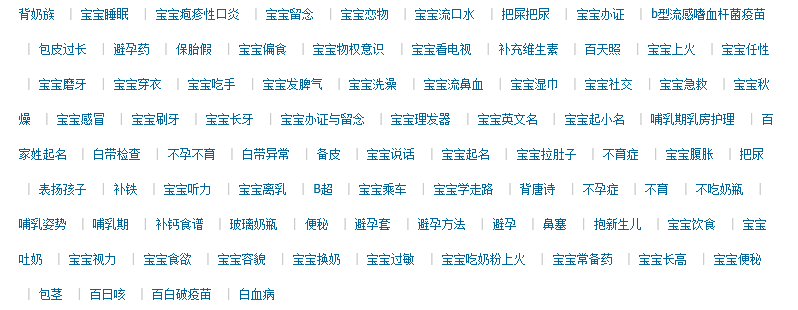 背奶族 | 宝宝睡眠 | 宝宝疱疹性口炎 | 宝宝留念 | 宝宝恋物 | 宝宝流口水 | 把屎把尿 | 宝宝办证 | b型流感嗜血杆菌疫苗
| 包皮过长 | 避孕药 | 保胎假 | 宝宝偏食 | 宝宝物权意识 | 宝宝看电视 | 补充维生素 | 百天照 | 宝宝上火 | 宝宝任性
| 宝宝磨牙 | 宝宝穿衣 | 宝宝吃手 | 宝宝发脾气 | 宝宝洗澡 | 宝宝流鼻血 | 宝宝湿巾 | 宝宝社交 | 宝宝急救 | 宝宝秋
燥 | 宝宝感冒 | 宝宝刷牙 | 宝宝长牙 | 宝宝办证与留念 | 宝宝理发器 | 宝宝英文名 | 宝宝起小名 | 哺乳期乳房护理 | 百
家姓起名 | 白带检查 | 不孕不育 | 白带异常 | 备皮 | 宝宝说话 | 宝宝起名 | 宝宝拉肚子 | 不育症 | 宝宝腹胀 | 把尿
| 表扬孩子 | 补铁 | 宝宝听力 | 宝宝离乳 | B超 | 宝宝乘车 | 宝宝学走路 | 背唐诗 | 不孕症 | 不育 | 不吃奶瓶 |
哺乳姿势 | 哺乳期 | 补钙食谱 | 玻璃奶瓶 | 便秘 | 避孕套 | 避孕方法 | 避孕 | 鼻塞 | 抱新生儿 | 宝宝饮食 | 宝宝
吐奶 | 宝宝视力 | 宝宝食欲 | 宝宝容貌 | 宝宝换奶 | 宝宝过敏 | 宝宝吃奶粉上火 | 宝宝常备药 | 宝宝长高 | 宝宝便秘
| 包茎 | 百日咳 | 百白破疫苗 | 白血病